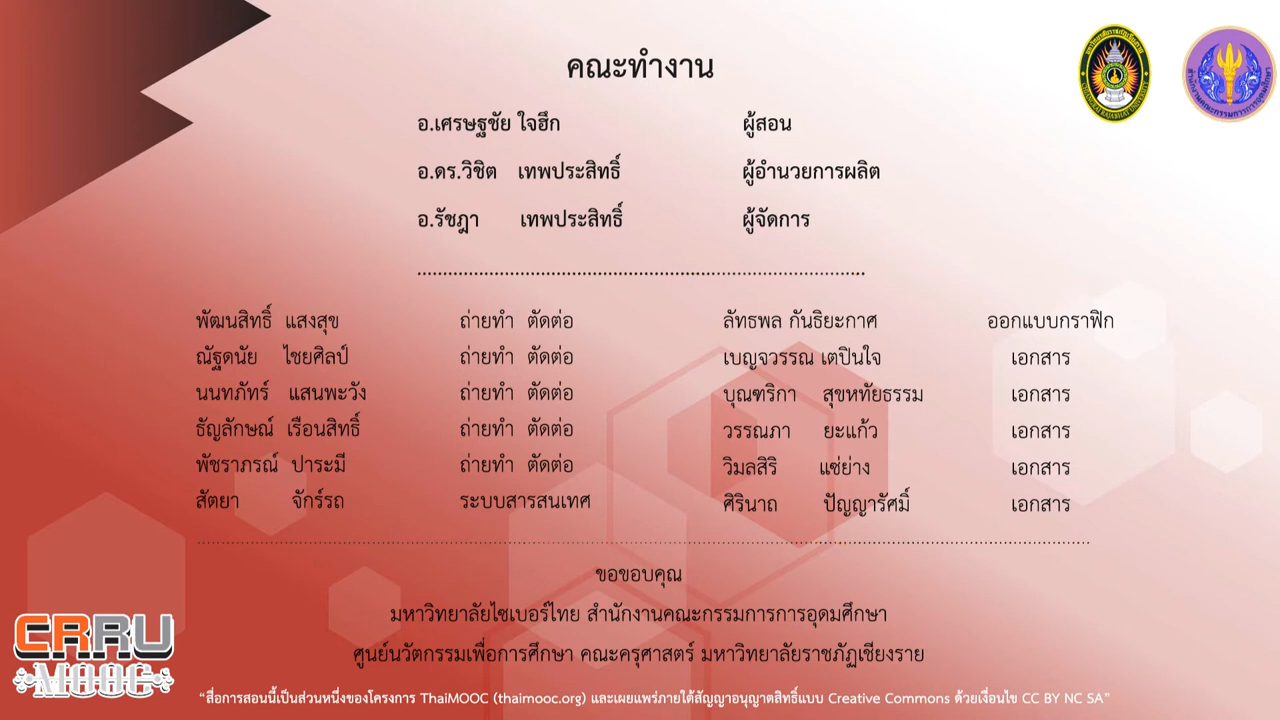 คณะทำงาน
อ.เศรษฐชัย ใจฮึก ผู้สอน
อ.ดร.วิชิต เทพประสิทธิ์ ผู้อำนวยการผลิต
อ.รัชฎา เทพประสิทธิ์ ผู้จัดการ
พัฒนสิทธิ์ แสงสุข ถ่ายทำ ตัดต่อ ลัทธพล กันธิยะกาศ ออกแบบกราฟิก
ณัฐดนัย ไชยศิลป์ ถ่ายทำ ตัดต่อ เบญจวรรณ เตปินใจ เอกสาร
นนทภัทร์ แสนพะวัง ถ่ายทำ ตัดต่อ บุณฑริกา สุขหทัยธรรม เอกสาร
ธัญลักษณ์ เรือนสิทธิ์ ถ่ายทำ ตัดต่อ วรรณภา ยะแก้ว เอกสาร
พัชราภรณ์ ปาระมี ถ่ายทำ ตัดต่อ วิมลสิริ แซ่ย่าง เอกสาร
สัตยา จักร์รถ ระบบสารสนเทศ ศิรินาถ ปัญญารัศมิ์ เอกสาร
ขอขอบคุณ
มหาวิทยาลัยไซเบอร์ไทย สำนักงานคณะกรรมการการอุดมศึกษา
ศูนย์นวัตกรรมเพื่อการศึกษา คณะครุศาสตร์ มหาวิทยาลัยราชภัฏเชียงราย
CRRU
MOOC
“สื่อการสอนนี้เป็นส่วนหนึ่งของโครงการ ThaiMOOC (thaimooc.org) และเผยแพร่ภายใต้สัญญาอนุญาตสิทธิ์แบบ Creative Commons ด้วยเงื่อนไข CC BY NC SA”